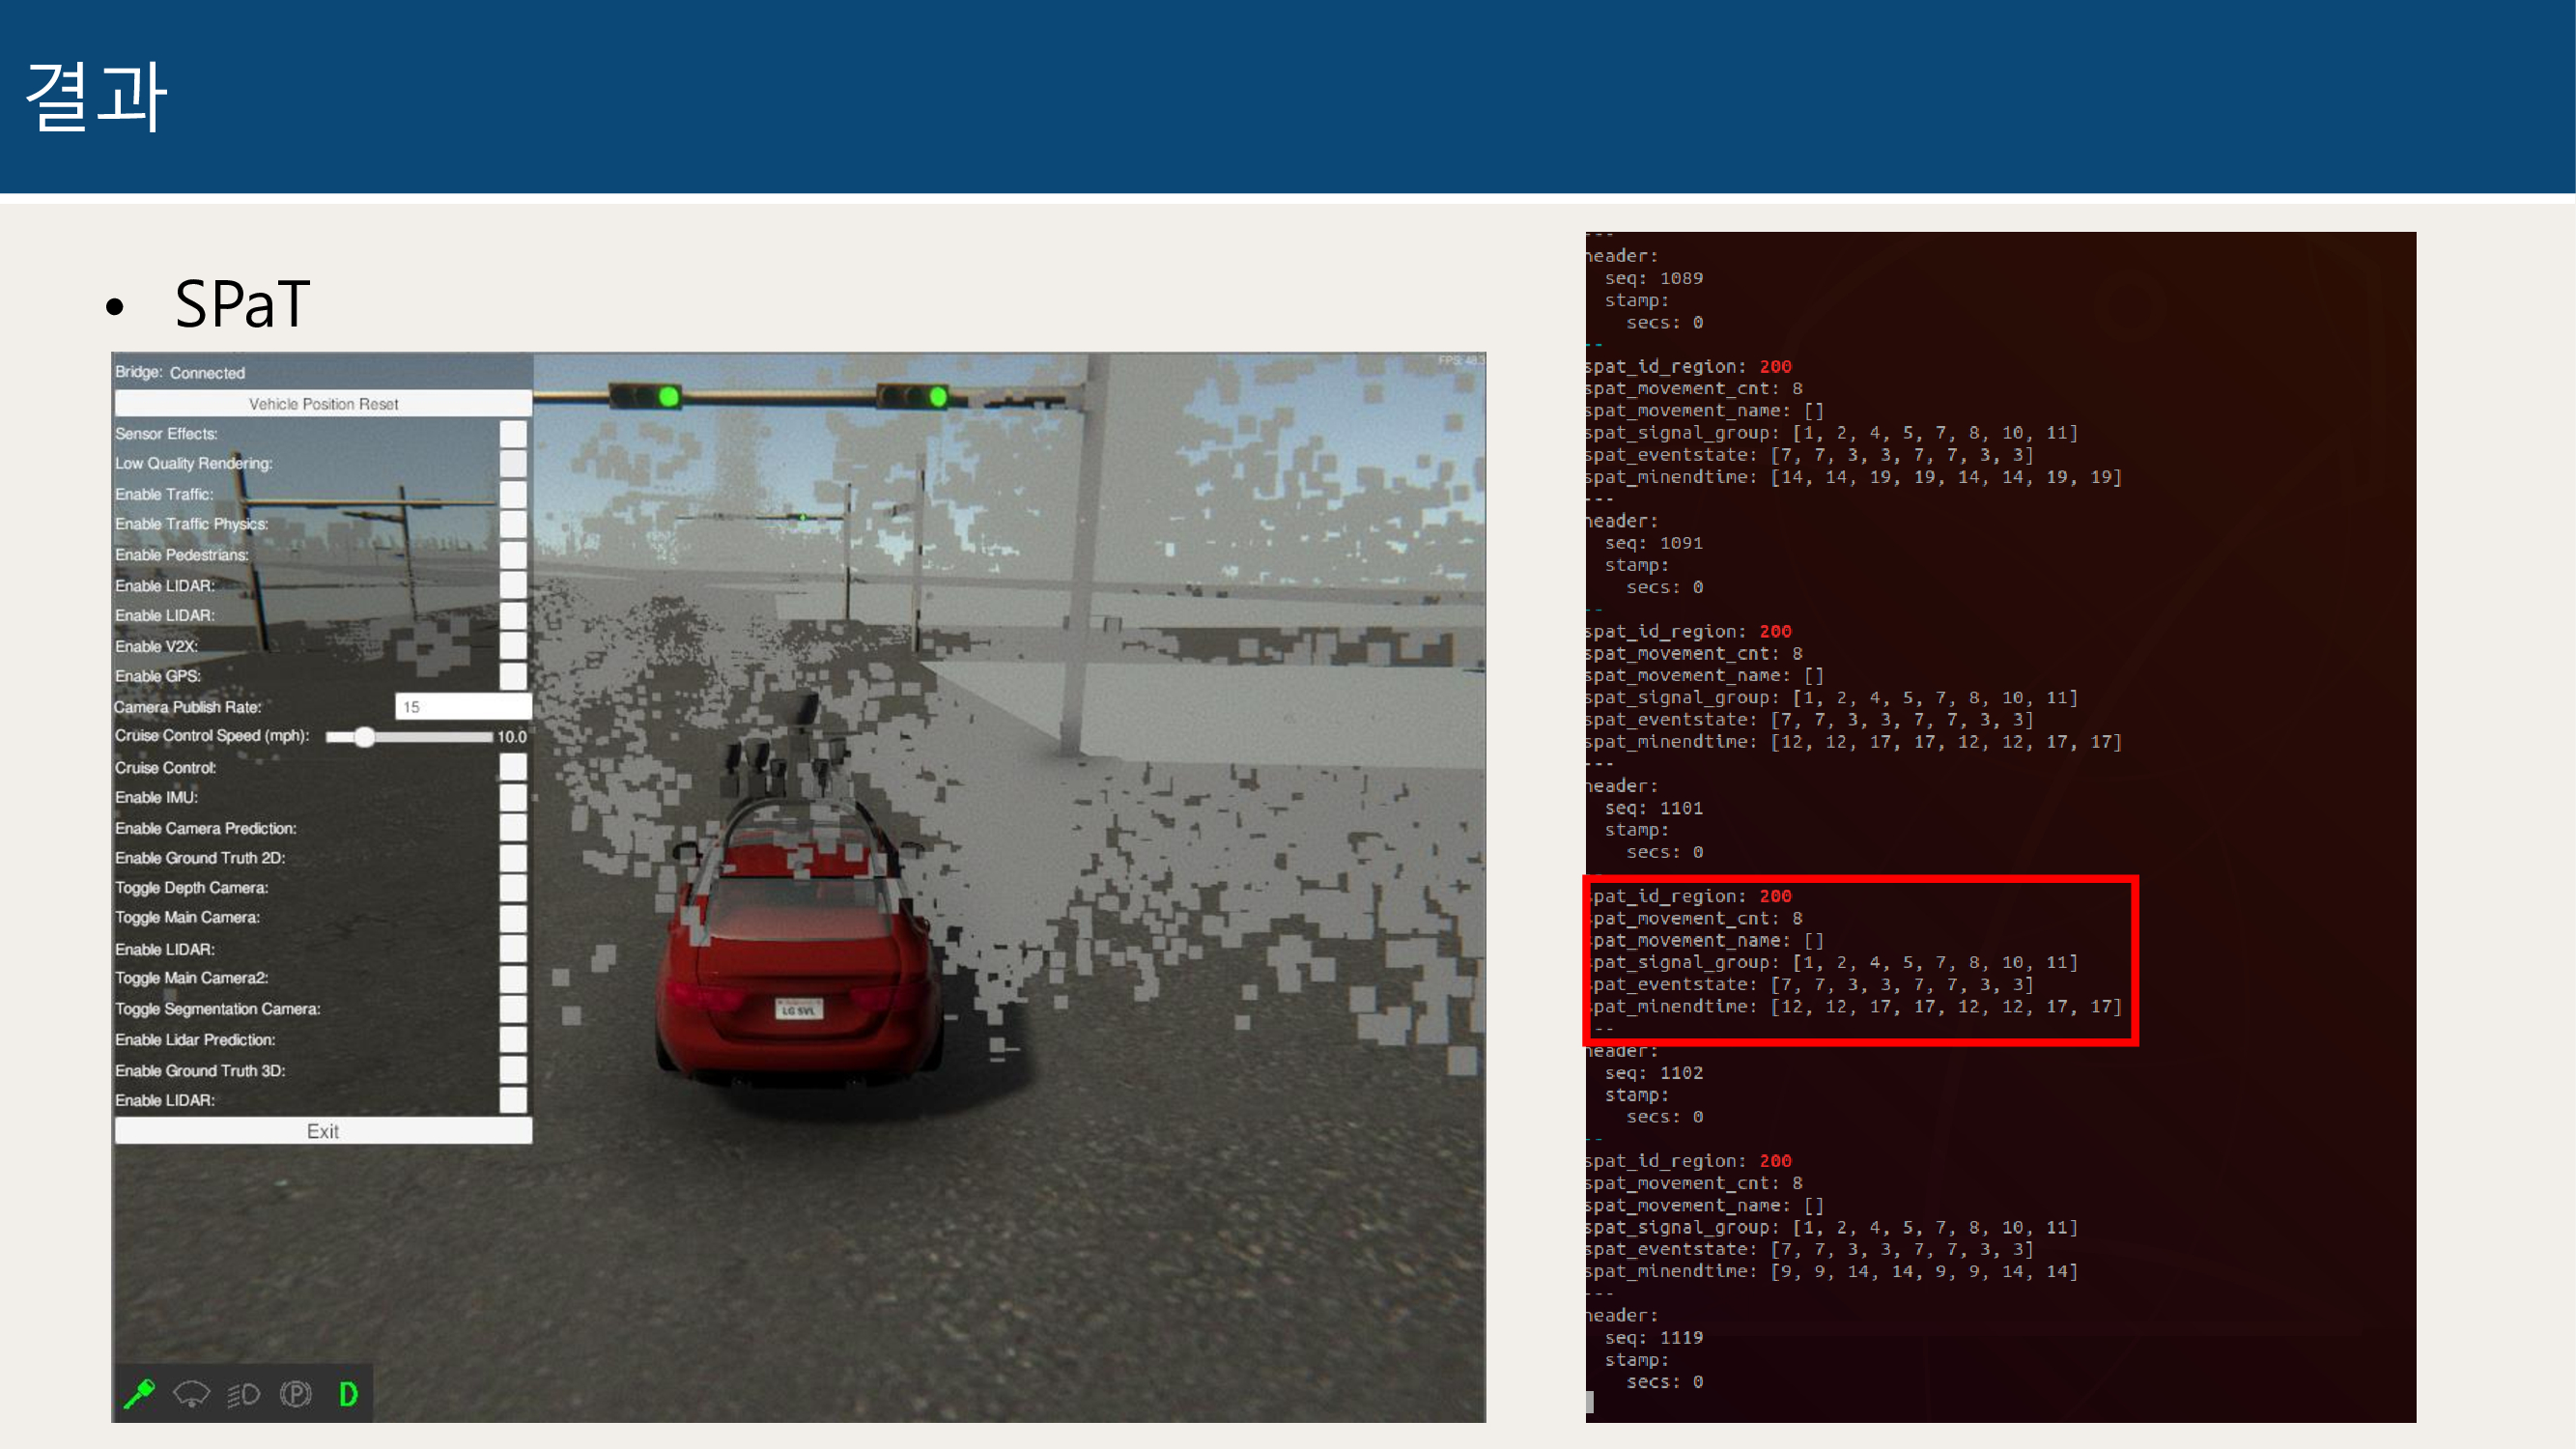 결과
• SPaT
FPS: 48.3
Bridge: Connected
Vehicle Position Reset
Sensor Effects:
Low Quality Rendering:
Enable Traffic:
Enable Traffic Physics:
Enable Pedestrians:
Enable LIDAR:
Enable LIDAR:
Enable V2X:
Enable GPS:
Camera Publish Rate: 15
Cruise Control Speed (mph): 10.0
Cruise Control:
Enable IMU:
Enable Camera Prediction:
Enable Ground Truth 2D:
Toggle Depth Camera:
Toggle Main Camera:
Enable LIDAR:
Toggle Main Camera2:
Toggle Segmentation Camera:
Enable Lidar Prediction:
Enable Ground Truth 3D:
Enable LIDAR:
Exit
LG SVL
P D
---
header:
seq: 1089
stamp:
secs: 0
--
spat_id_region: 200
spat_movement_cnt: 8
spat_movement_name: []
spat_signal_group: [1, 2, 4, 5, 7, 8, 10, 11]
spat_eventstate: [7, 7, 3, 3, 7, 7, 3, 3]
spat_minendtime: [14, 14, 19, 19, 14, 14, 19, 19]
---
header:
seq: 1091
stamp:
secs: 0
--
spat_id_region: 200
spat_movement_cnt: 8
spat_movement_name: []
spat_signal_group: [1, 2, 4, 5, 7, 8, 10, 11]
spat_eventstate: [7, 7, 3, 3, 7, 7, 3, 3]
spat_minendtime: [12, 12, 17, 17, 12, 12, 17, 17]
---
header:
seq: 1101
stamp:
secs: 0
spat_id_region: 200
spat_movement_cnt: 8
spat_movement_name: []
spat_signal_group: [1, 2, 4, 5, 7, 8, 10, 11]
spat_eventstate: [7, 7, 3, 3, 7, 7, 3, 3]
spat_minendtime: [12, 12, 17, 17, 12, 12, 17, 17]
--
header:
seq: 1102
stamp:
secs: 0
--
spat_id_region: 200
spat_movement_cnt: 8
spat_movement_name: []
spat_signal_group: [1, 2, 4, 5, 7, 8, 10, 11]
spat_eventstate: [7, 7, 3, 3, 7, 7, 3, 3]
spat_minendtime: [9, 9, 14, 14, 9, 9, 14, 14]
---
header:
seq: 1119
stamp:
secs: 0